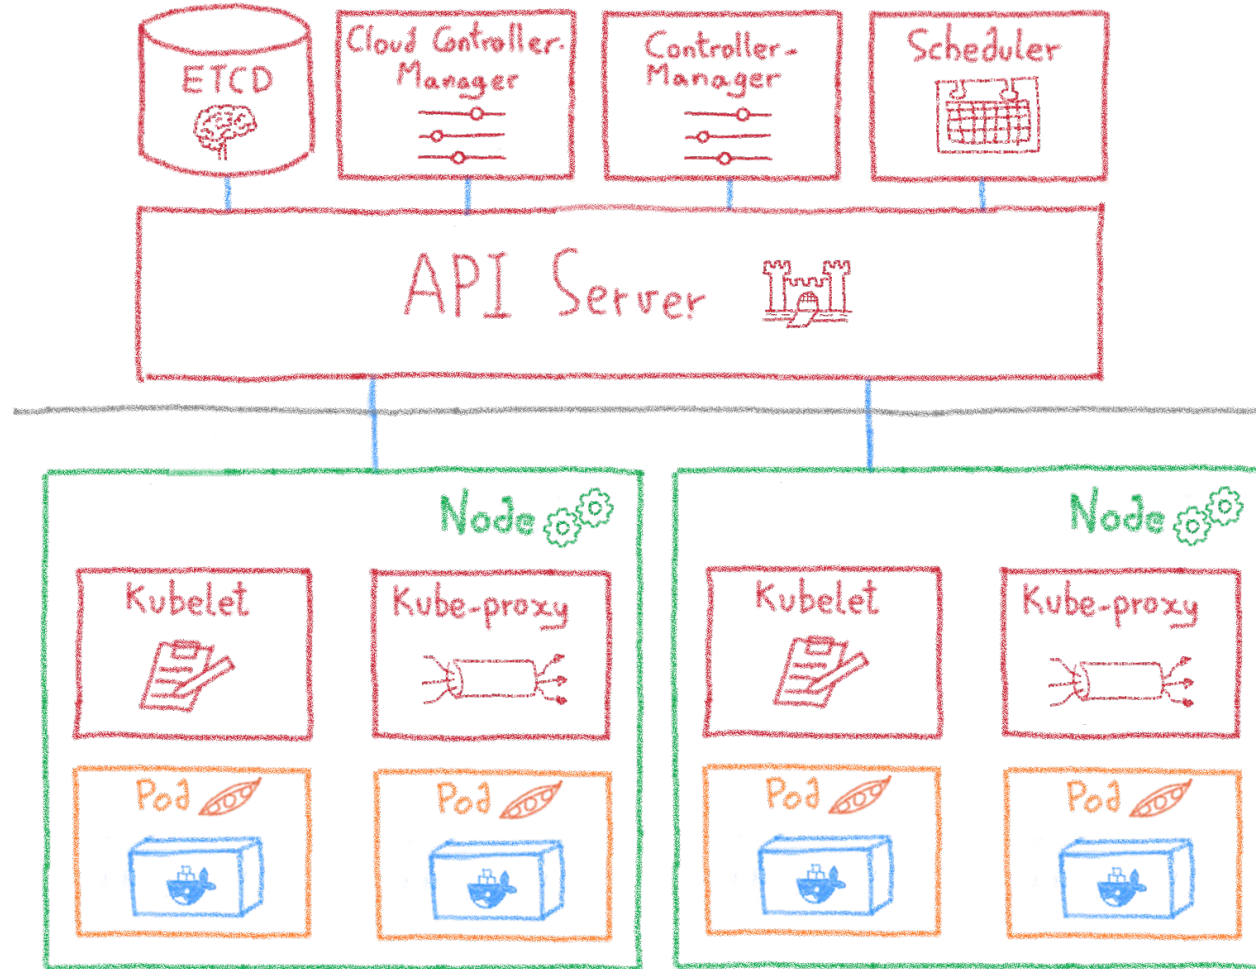 ETCD
Cloud Controller-
Manager
Controller-
Manager
Scheduler
API Server
Node
Kubelet
Kube-proxy
Pod
Pod
Node
Kubelet
Kube-proxy
Pod
Pod